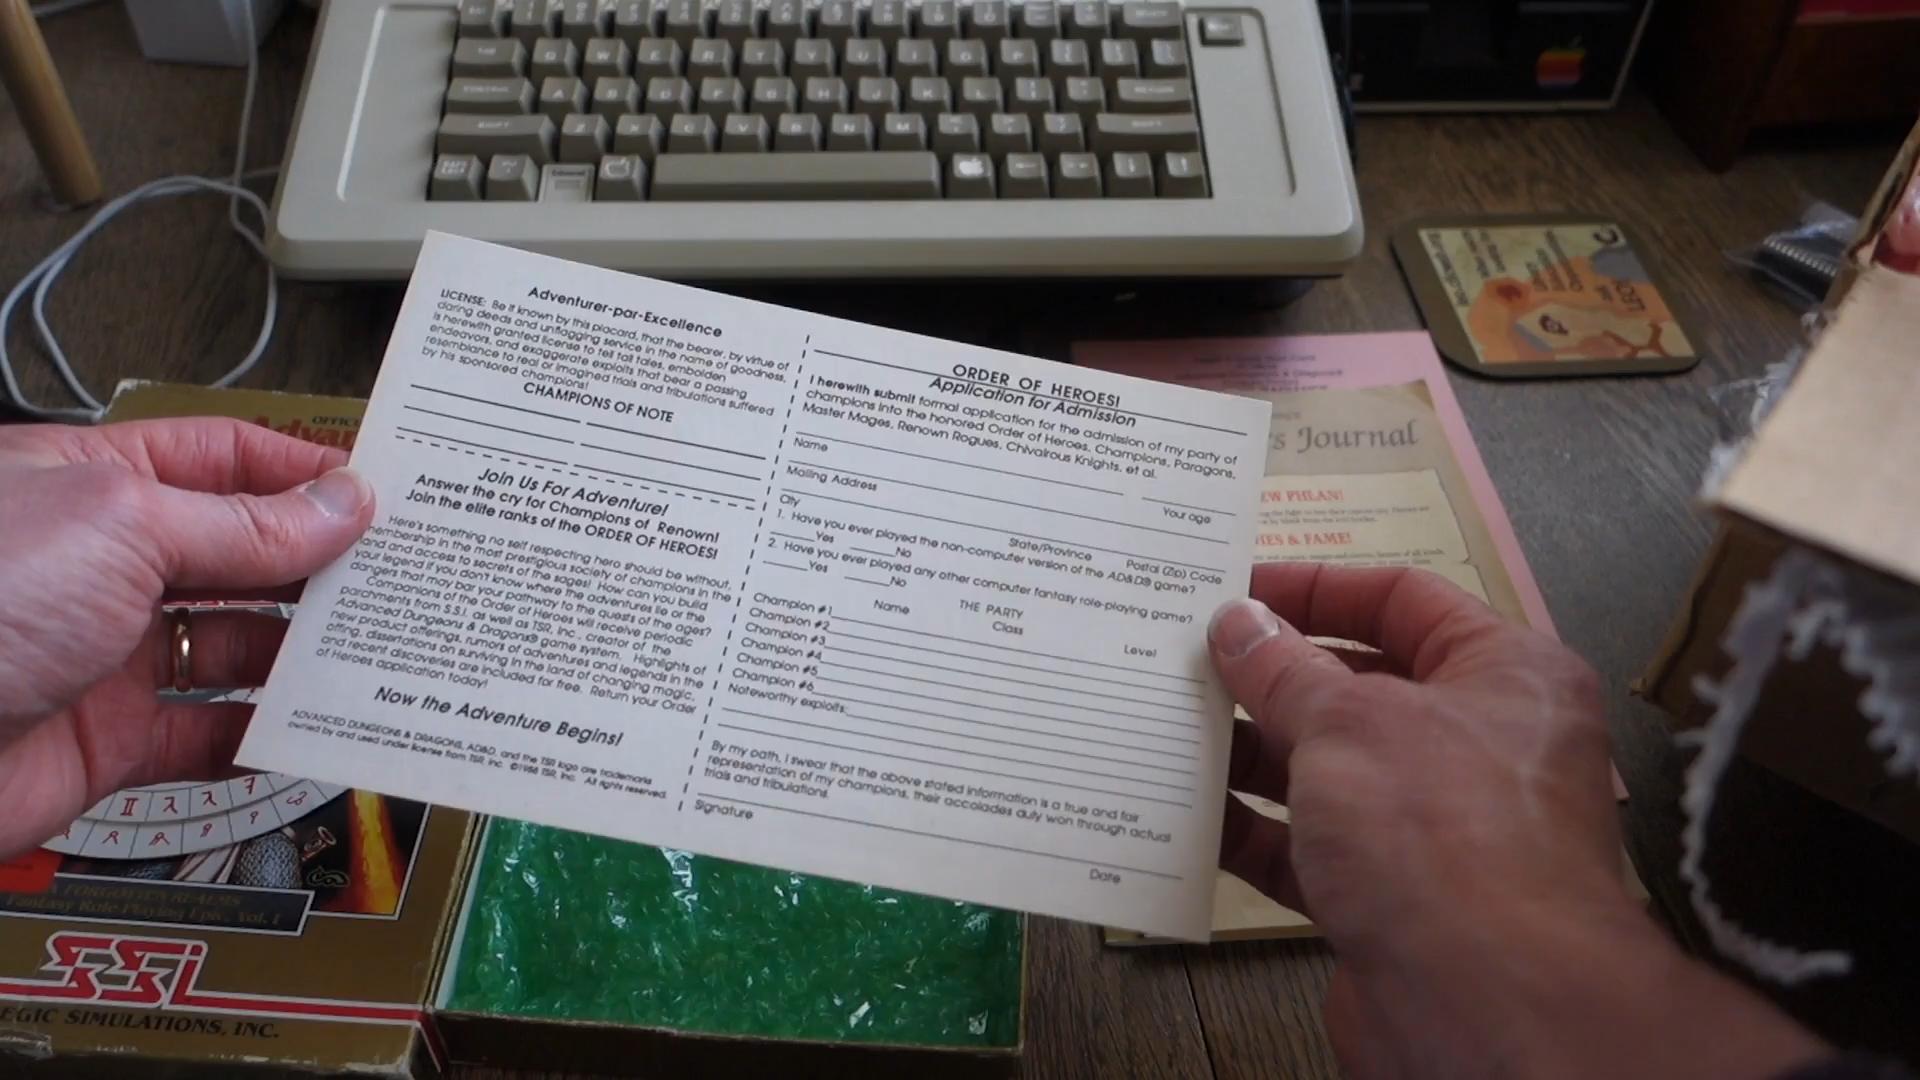 Adventurer-par-Excellence
LICENSE: Be it known by this placard, that the bearer, by virtue of
daring deeds and unflagging service in the name of goodness,
is herewith granted license to tell tall tales, embolden
endeavors, and exaggerate exploits that bear a passing
resemblance to real or imagined trials and tribulations suffered
by his sponsored champions!
CHAMPIONS OF NOTE
Join Us For Adventure!
Answer the cry for Champions of Renown!
Join the elite ranks of the ORDER OF HEROES!
Here's something no self respecting hero should be without,
membership in the most prestigious society of champions in the
land and access to secrets of the sages! How can you build
your legend if you don't know where the adventures lie or the
dangers that may bar your pathway to the quests of the ages?
Companions of the Order of Heroes will receive periodic
parchments from S.S.I. as well as TSR, Inc., creator of the
Advanced Dungeons & Dragons® game system. Highlights of
new product offerings, rumors of adventures and legends in the
offing, dissertations on surviving in the land of changing magic,
and recent discoveries are included for free. Return your Order
of Heroes application today!
Now the Adventure Begins!
ADVANCED DUNGEONS & DRAGONS, AD&D, and the TSR logo are trademarks
owned by and used under license from TSR, Inc. ©1988 TSR, Inc. All rights reserved.
ORDER OF HEROES!
Application for Admission
I herewith submit formal application for the admission of my party of
champions into the honored Order of Heroes, Champions, Paragons,
Master Mages, Renown Rogues, Chivalrous Knights, et al.
Name
Your age
Mailing Address
City
State/Province
Postal (Zip) Code
1. Have you ever played the non-computer version of the AD&D® game?
Yes No
2. Have you ever played any other computer fantasy role-playing game?
Yes No
THE PARTY
Name Class Level
Champion #1
Champion #2
Champion #3
Champion #4
Champion #5
Champion #6
Noteworthy exploits:
By my oath, I swear that the above stated information is a true and fair
representation of my champions, their accolades duly won through actual
trials and tribulations.
Signature
Date
's Journal
EW PHLAN!
IES & FAME!
A FORGOTTEN REALMS
Fantasy Role-Playing Epic, Vol. I
SSI
EGIC SIMULATIONS, INC.